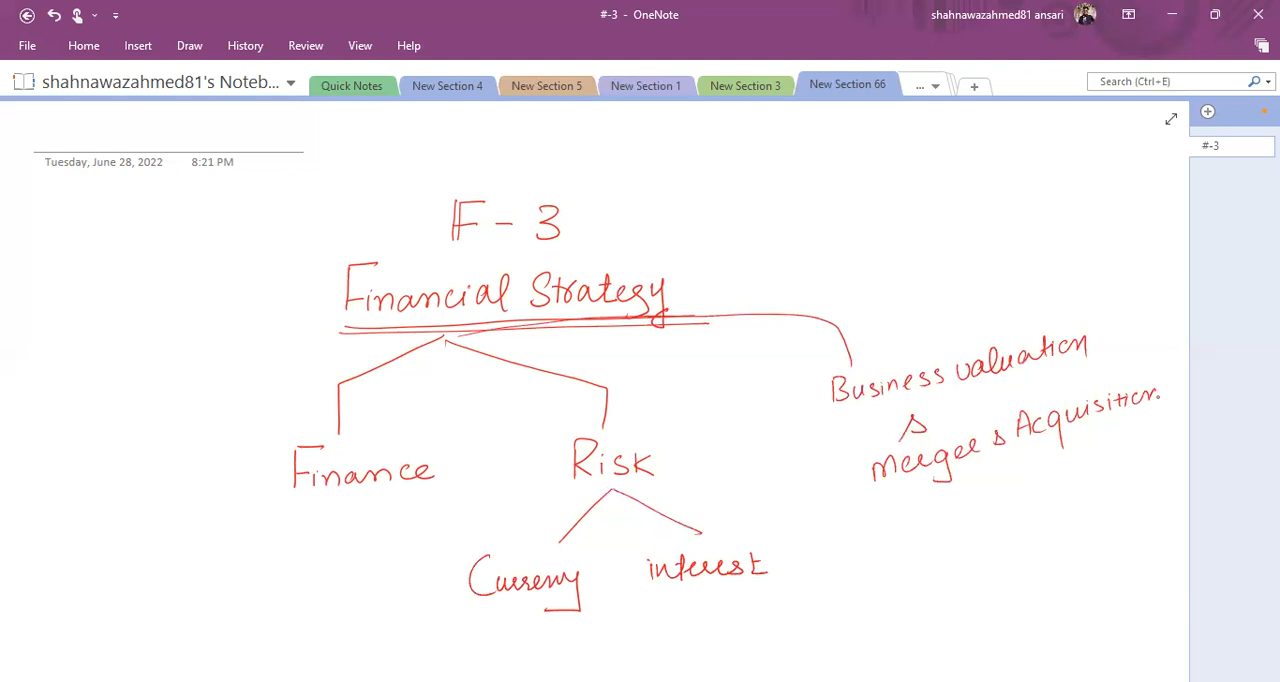 #-3 - OneNote
shahnawazahmed81 ansari
File Home Insert Draw History Review View Help
shahnawazahmed81's Noteb...
Quick Notes
New Section 4
New Section 5
New Section 1
New Section 3
New Section 66
...
Search (Ctrl+E)
#-3
Tuesday, June 28, 2022 8:21 PM
F - 3
Financial Strategy
Business valuation
&
Merger & Acquisition.
Finance
Risk
Currency
interest